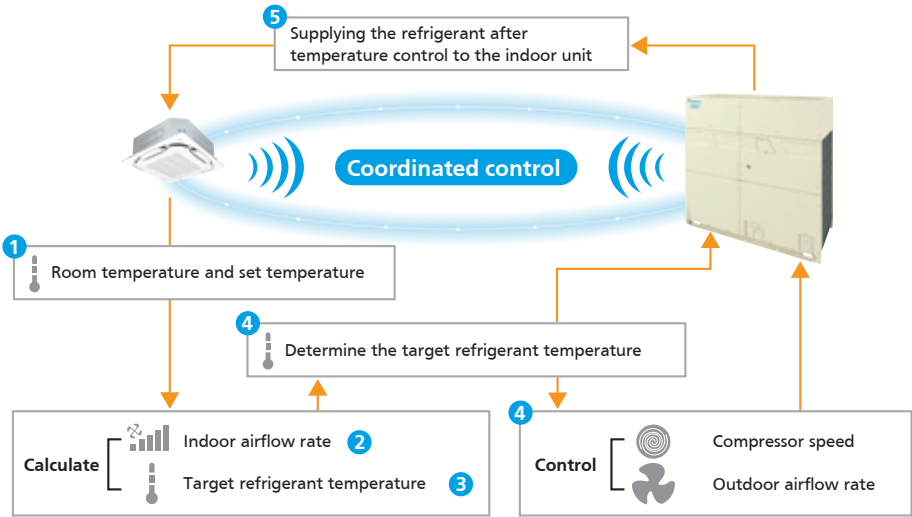 5
Supplying the refrigerant after
temperature control to the indoor unit
Coordinated control
1
Room temperature and set temperature
4
Determine the target refrigerant temperature
Calculate
Indoor airflow rate 2
Target refrigerant temperature 3
4
Control
Compressor speed
Outdoor airflow rate